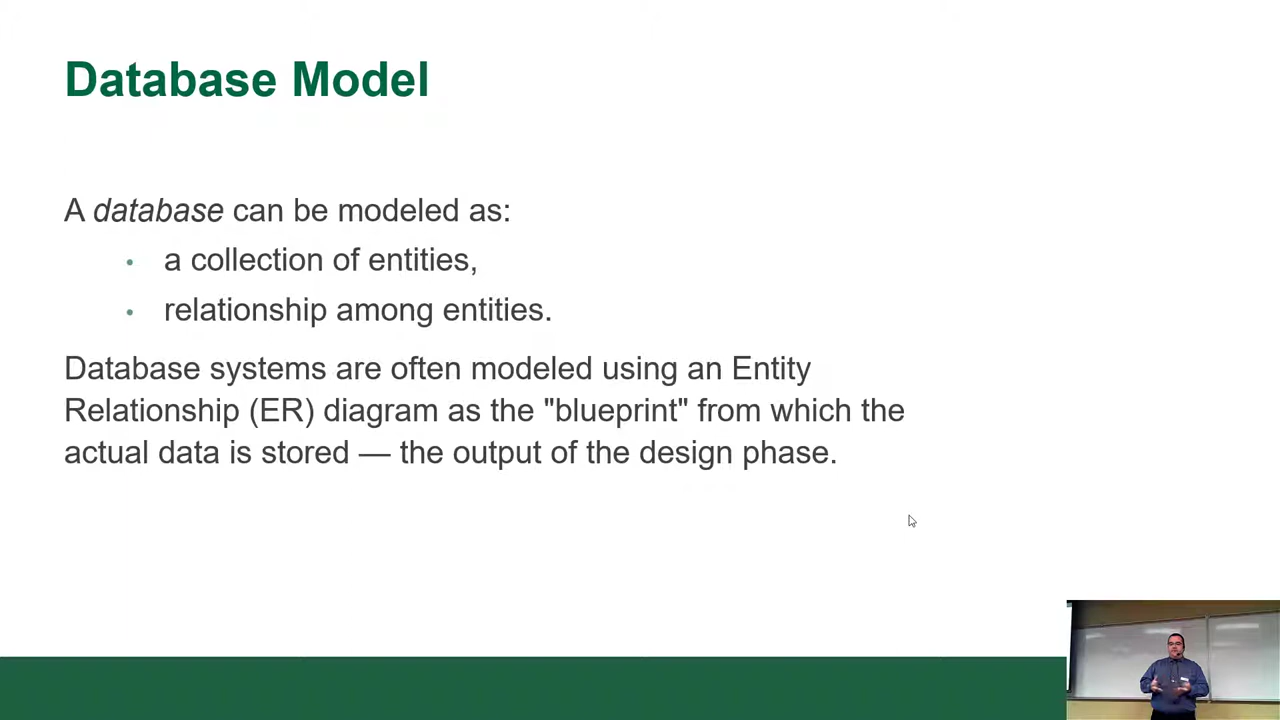 Database Model
A database can be modeled as:
• a collection of entities,
• relationship among entities.
Database systems are often modeled using an Entity
Relationship (ER) diagram as the "blueprint" from which the
actual data is stored — the output of the design phase.